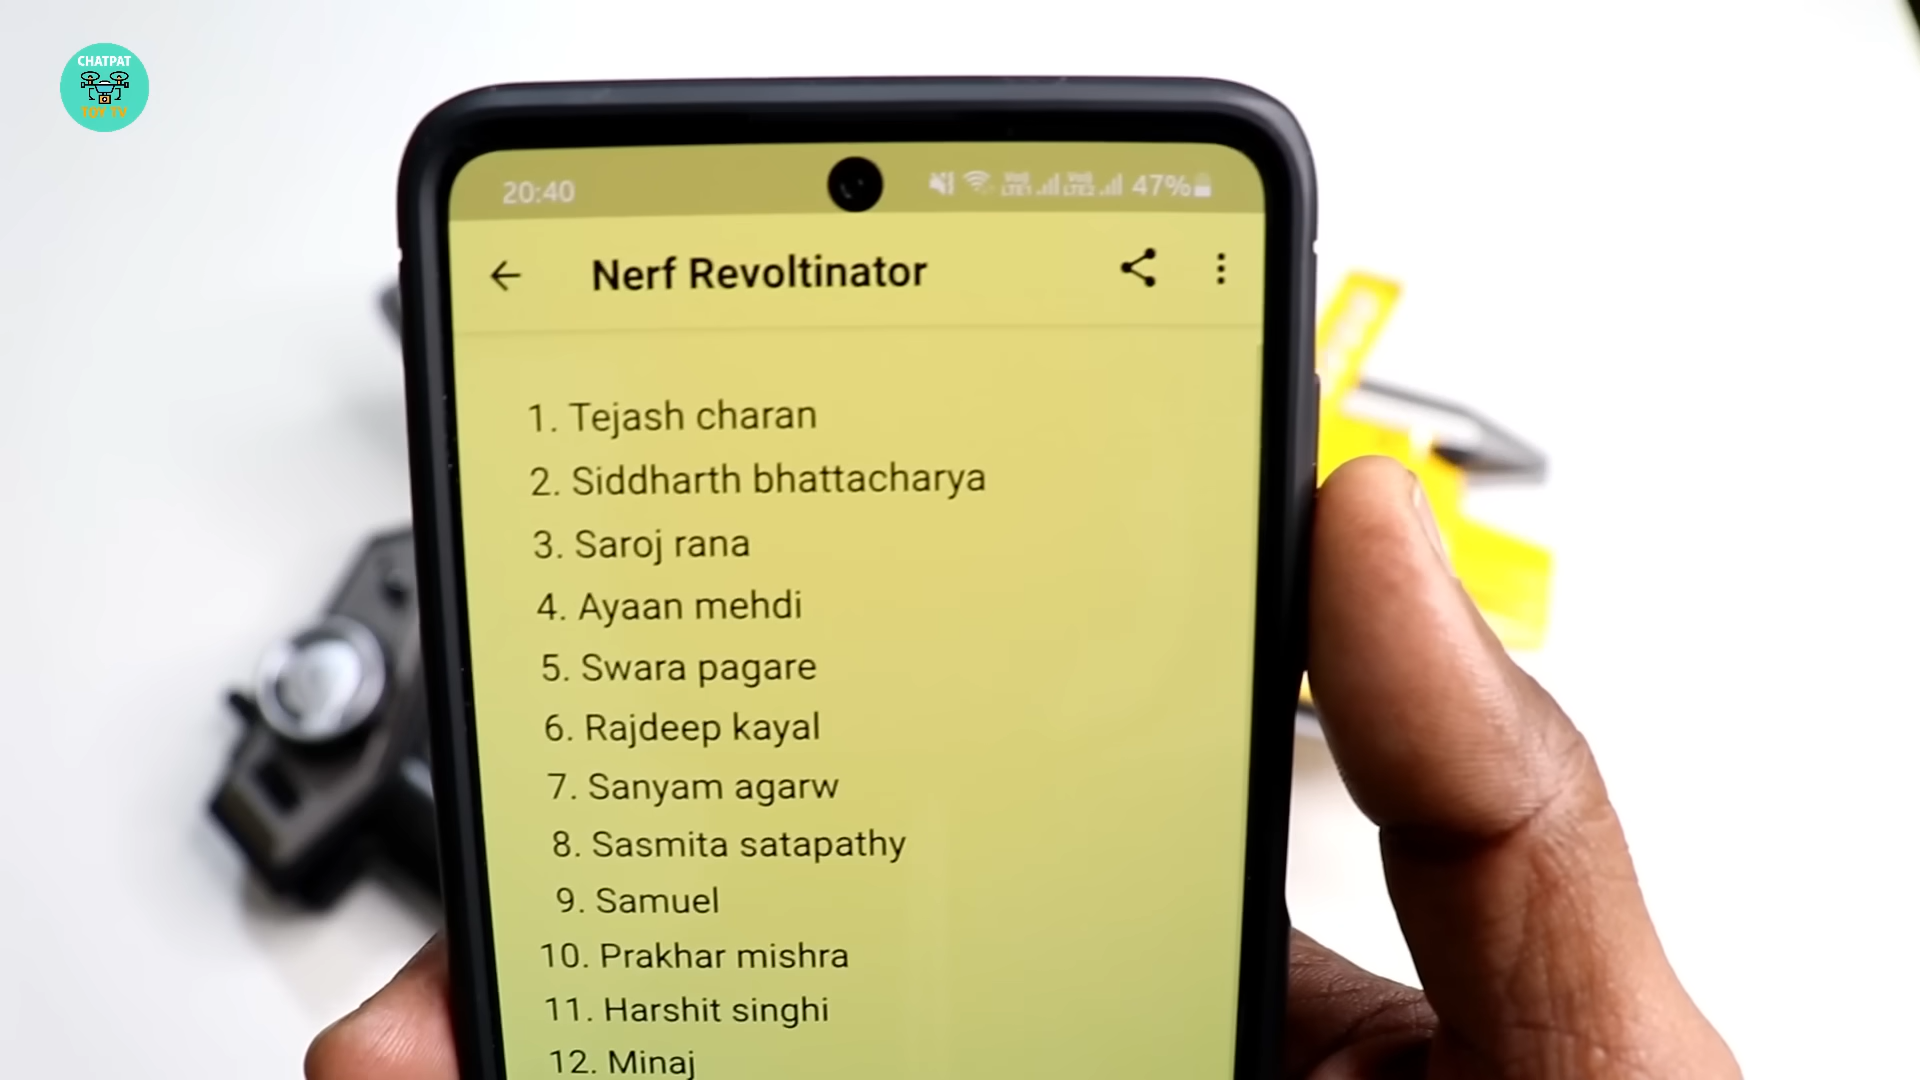 CHATPAT
TOY TV
20:40
47%
Nerf Revoltinator
1. Tejash charan
2. Siddharth bhattacharya
3. Saroj rana
4. Ayaan mehdi
5. Swara pagare
6. Rajdeep kayal
7. Sanyam agarw
8. Sasmita satapathy
9. Samuel
10. Prakhar mishra
11. Harshit singhi
12. Minaj